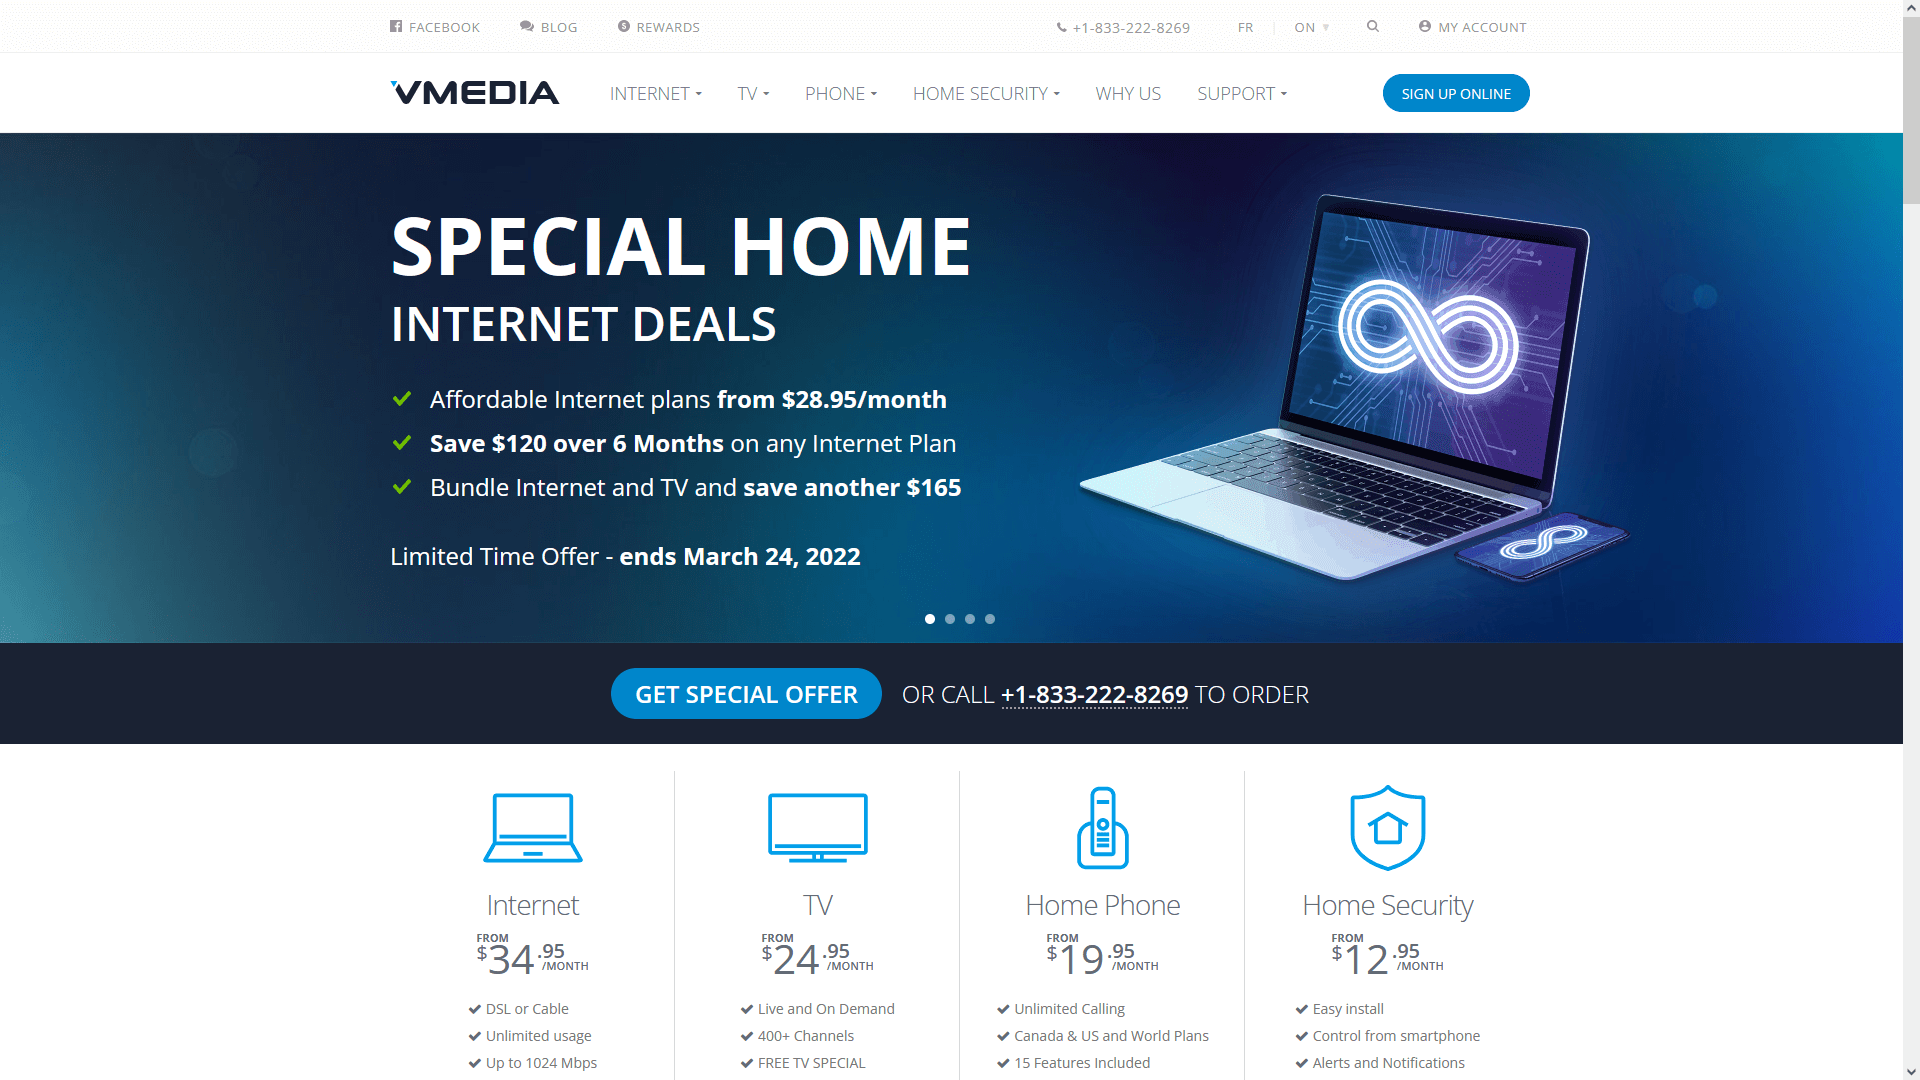 FACEBOOK BLOG REWARDS +1-833-222-8269 FR ON MY ACCOUNT
VMEDIA INTERNET TV PHONE HOME SECURITY WHY US SUPPORT SIGN UP ONLINE
SPECIAL HOME
INTERNET DEALS
Affordable Internet plans from $28.95/month
Save $120 over 6 Months on any Internet Plan
Bundle Internet and TV and save another $165
Limited Time Offer - ends March 24, 2022
GET SPECIAL OFFER OR CALL +1-833-222-8269 TO ORDER
Internet
FROM
$34.95
/MONTH
DSL or Cable
Unlimited usage
Up to 1024 Mbps
TV
FROM
$24.95
/MONTH
Live and On Demand
400+ Channels
FREE TV SPECIAL
Home Phone
FROM
$19.95
/MONTH
Unlimited Calling
Canada & US and World Plans
15 Features Included
Home Security
FROM
$12.95
/MONTH
Easy install
Control from smartphone
Alerts and Notifications